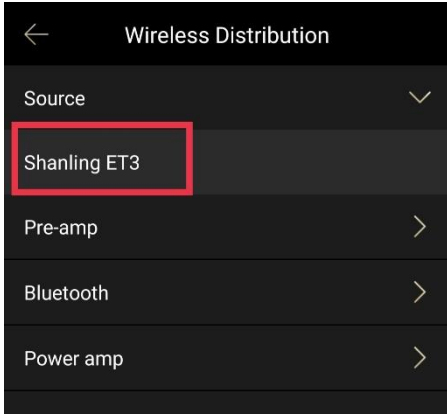 Wireless Distribution
Source
Shanling ET3
Pre-amp
Bluetooth
Power amp